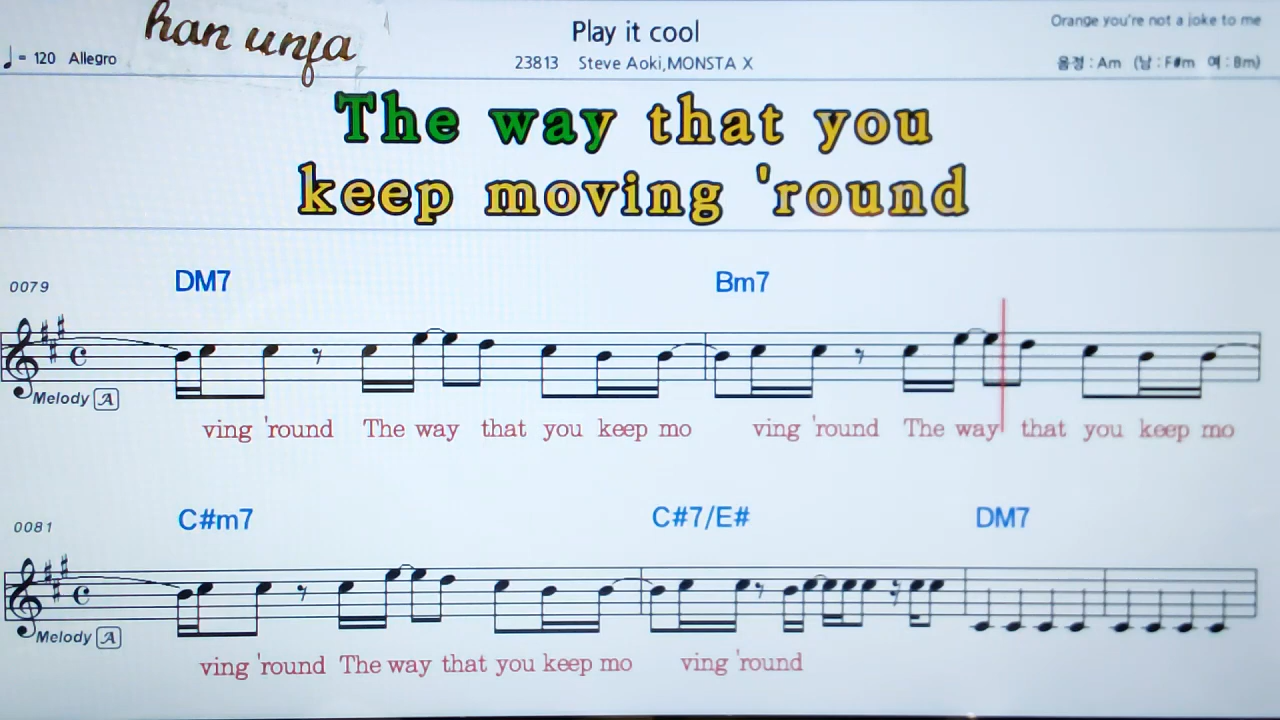 han unfa
Play it cool
Orange you're not a joke to me
♩= 120 Allegro
23813 Steve Aoki,MONSTA X
음정 : Am (남 : F#m 여 : Bm)
The way that you
keep moving 'round
0079 DM7 Bm7
Melody A
ving 'round The way that you keep mo ving 'round The way that you keep mo
0081 C#m7 C#7/E# DM7
Melody A
ving 'round The way that you keep mo ving 'round